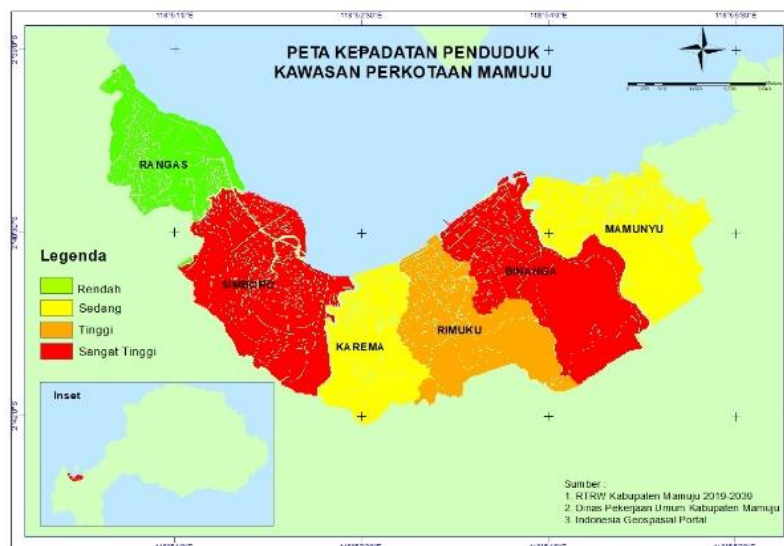 PETA KEPADATAN PENDUDUK
KAWASAN PERKOTAAN MAMUJU
RANGAS
MAMUNYU
SIMBORO
BINANGA
RIMUKU
KAREMA
Legenda
Rendah
Sedang
Tinggi
Sangat Tinggi
Inset
Sumber :
1. RTRW Kabupaten Mamuju 2019-2039
2. Dinas Pekerjaan Umum Kabupaten Mamuju
3. Indonesia Geospasial Portal